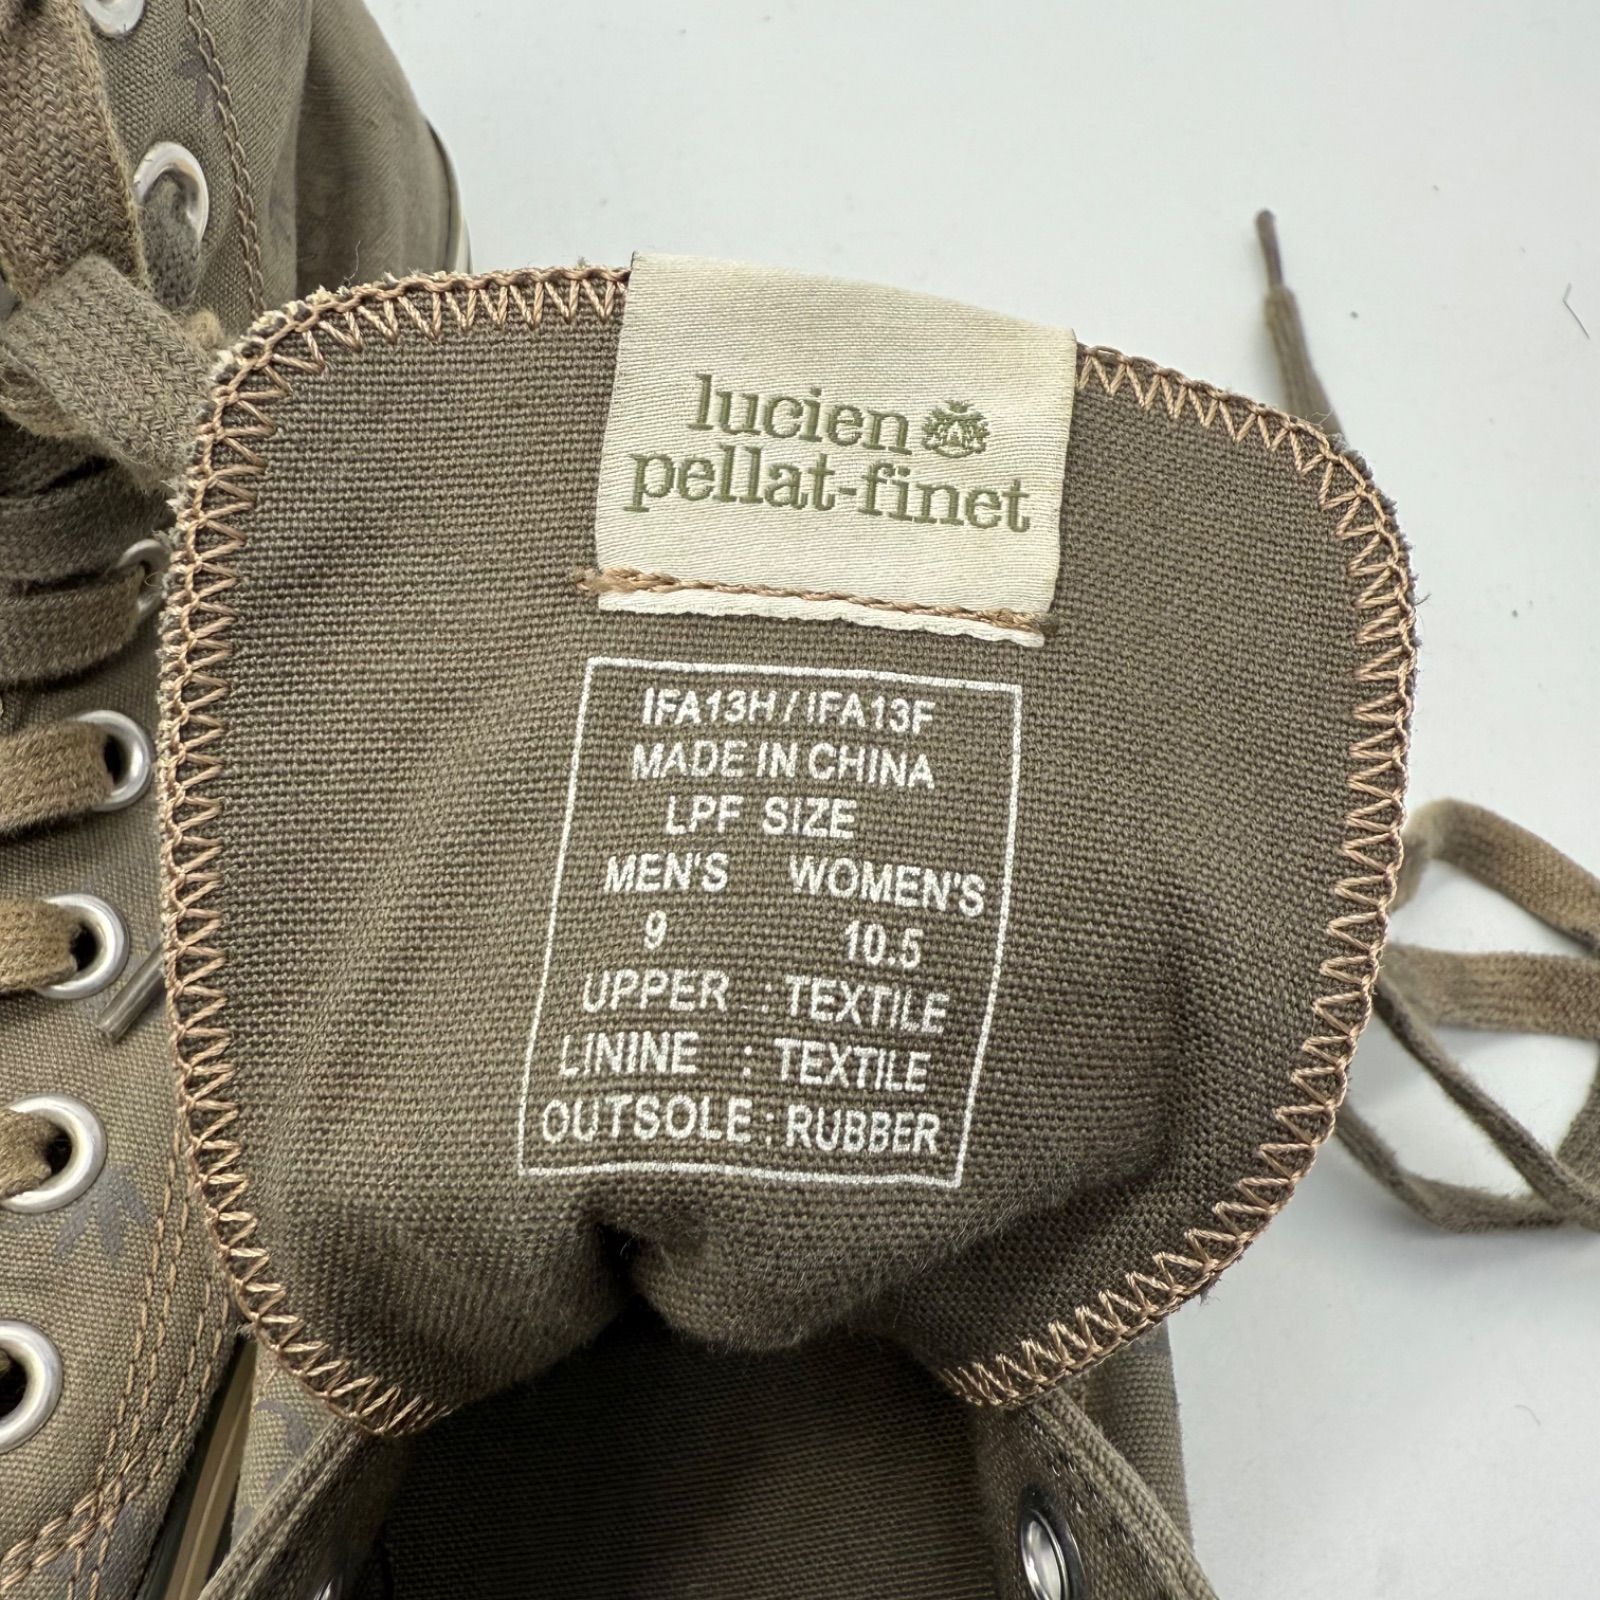 lucien
pellat-finet
IFA13H / IFA13F
MADE IN CHINA
LPF SIZE
MEN'S WOMEN'S
9 10.5
UPPER : TEXTILE
LININE : TEXTILE
OUTSOLE : RUBBER